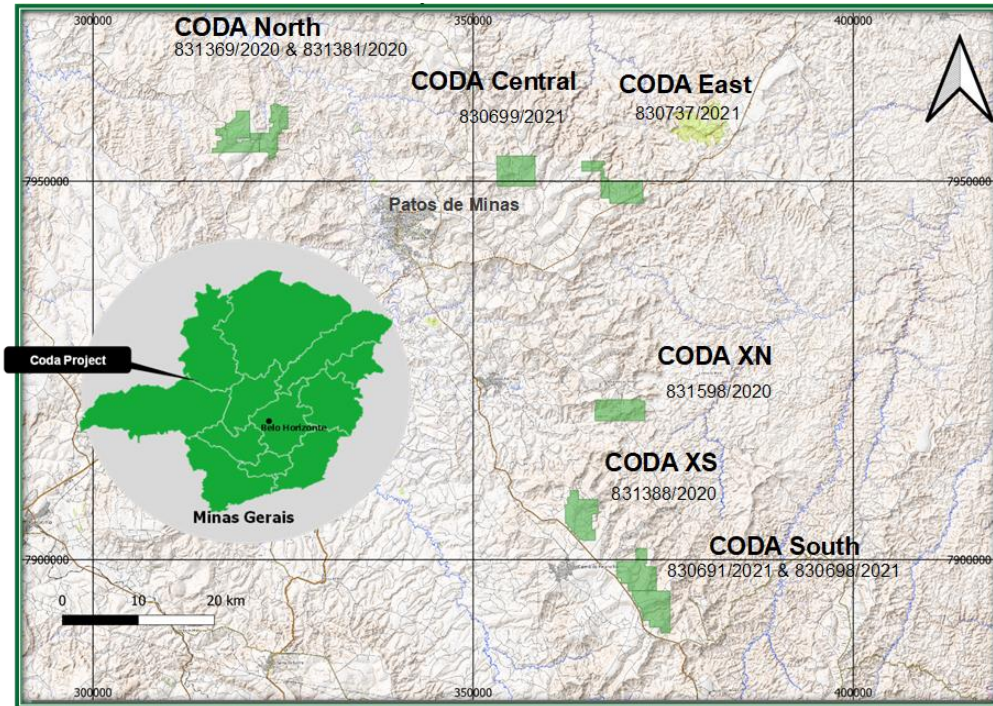 300000
350000
400000
CODA North
831369/2020 & 831381/2020
CODA Central
830699/2021
CODA East
830737/2021
7950000
7950000
Patos de Minas
Coda Project
Belo Horizonte
Minas Gerais
CODA XN
831598/2020
CODA XS
831388/2020
CODA South
830691/2021 & 830698/2021
7900000
7900000
0 10 20 km
300000
350000
400000